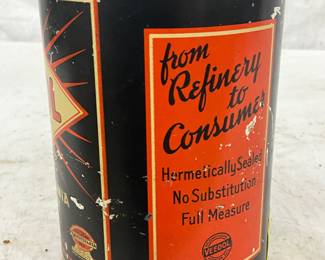 from
Refinery
to
Consumer
Hermetically Sealed
No Substitution
Full Measure
VEEDOL
L